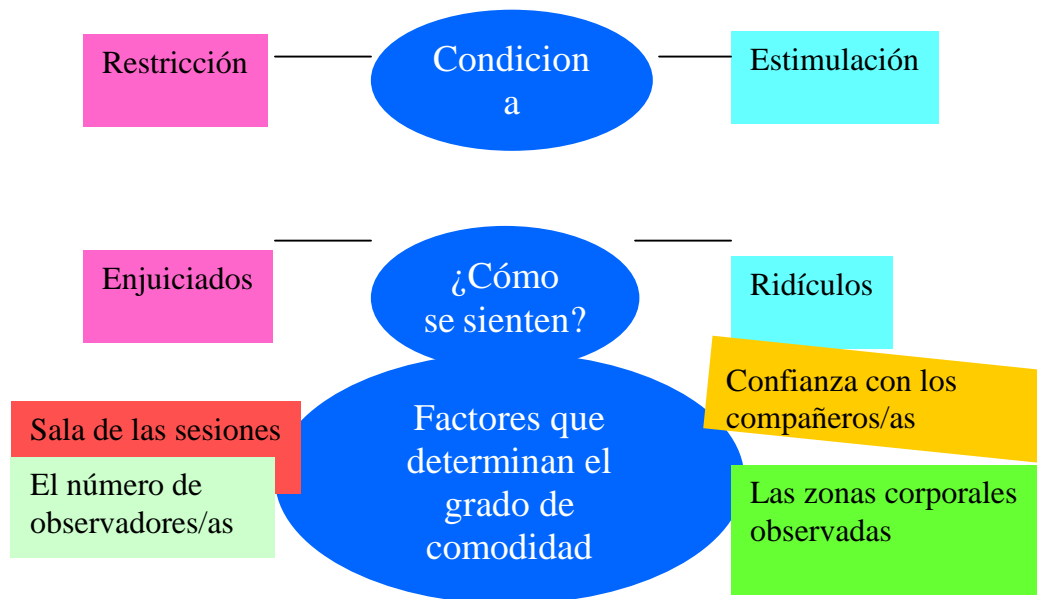 Restricción
Condicion
a
Estimulación
Enjuiciados
¿Cómo
se sienten?
Ridículos
Confianza con los
compañeros/as
Sala de las sesiones
El número de
observadores/as
Factores que
determinan el
grado de
comodidad
Las zonas corporales
observadas